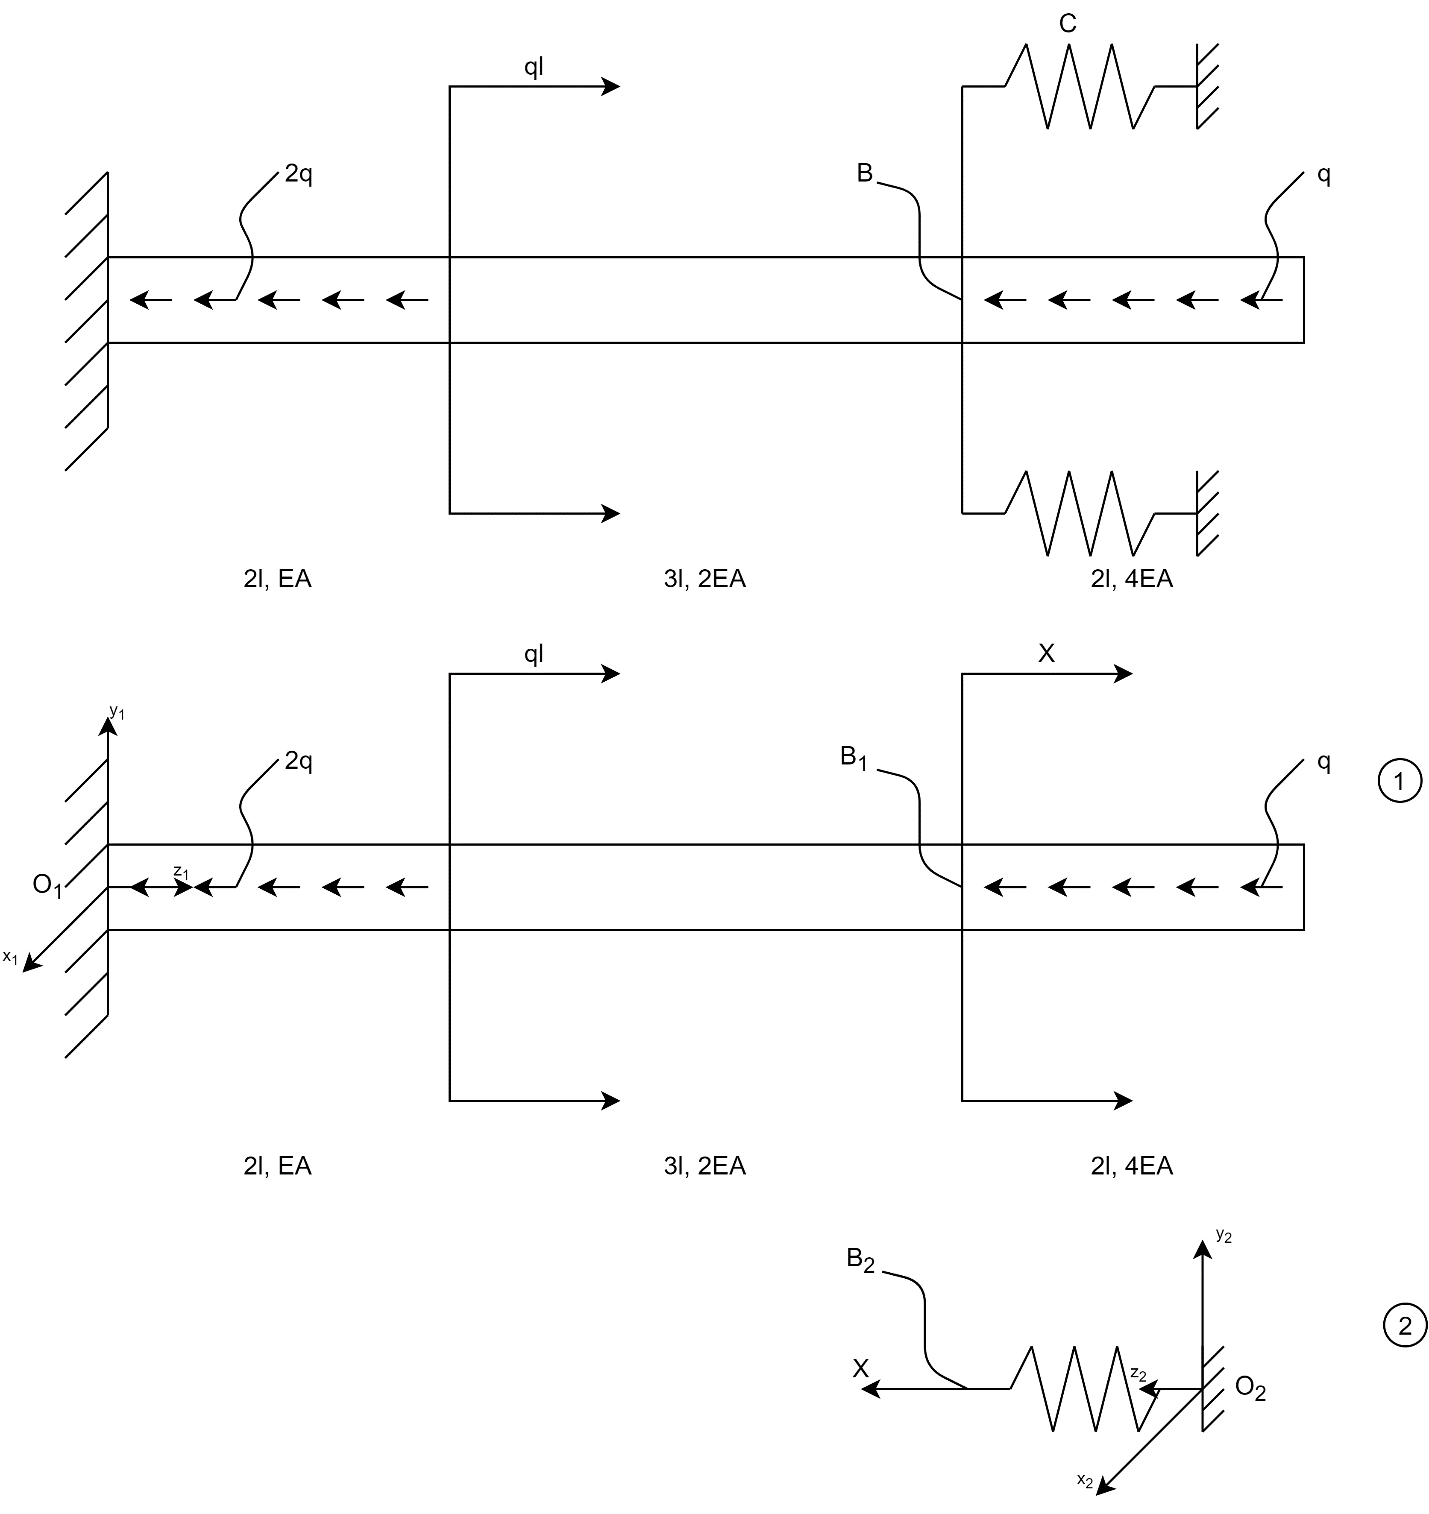 C
ql
2q
B
q
2l, EA
3l, 2EA
2l, 4EA
ql
X
y1
2q
B1
q
1
z1
O1
x1
2l, EA
3l, 2EA
2l, 4EA
y2
B2
2
X
z2
O2
x2